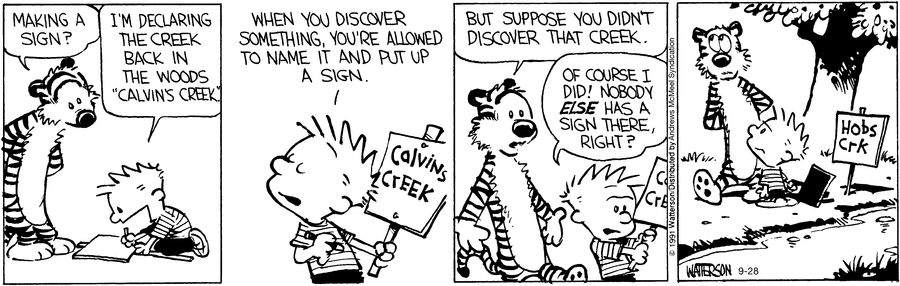 MAKING A
SIGN?
I'M DECLARING
THE CREEK
BACK IN
THE WOODS
"CALVIN'S CREEK"
WHEN YOU DISCOVER
SOMETHING, YOU'RE ALLOWED
TO NAME IT AND PUT UP
A SIGN.
CALVINS
CREEK
BUT SUPPOSE YOU DIDN'T
DISCOVER THAT CREEK.
OF COURSE I
DID! NOBODY
ELSE HAS A
SIGN THERE,
RIGHT?
CA
CRE
© 1991 Watterson/Distributed by Andrews McMeel Syndication
Hobs
Crk
WATTERSON 9-28